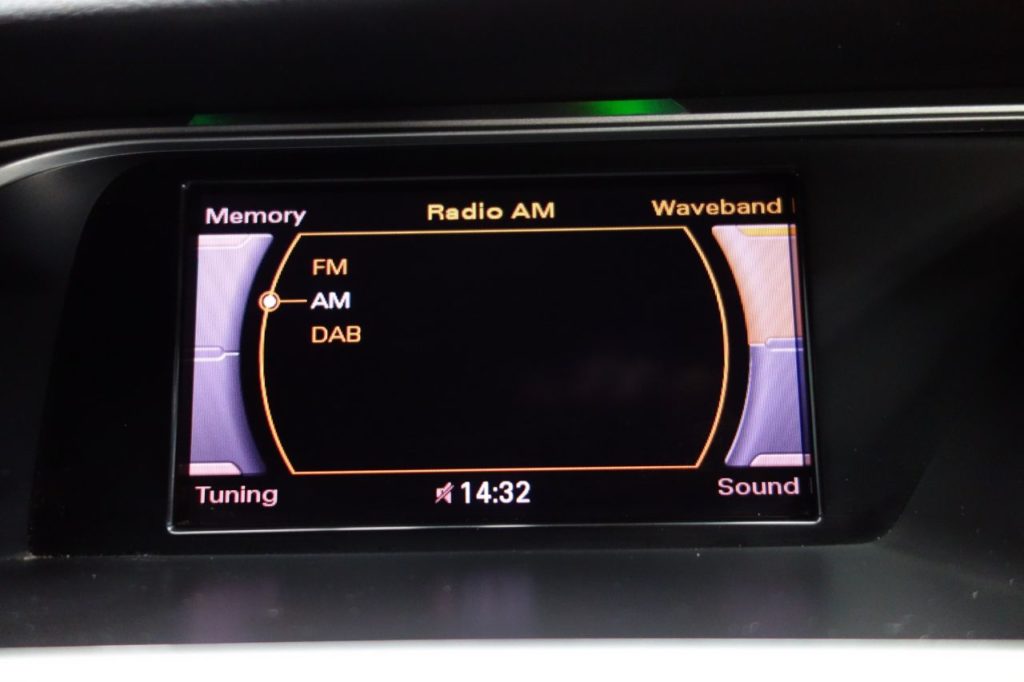 Memory
Radio AM
Waveband
FM
AM
DAB
Tuning
14:32
Sound